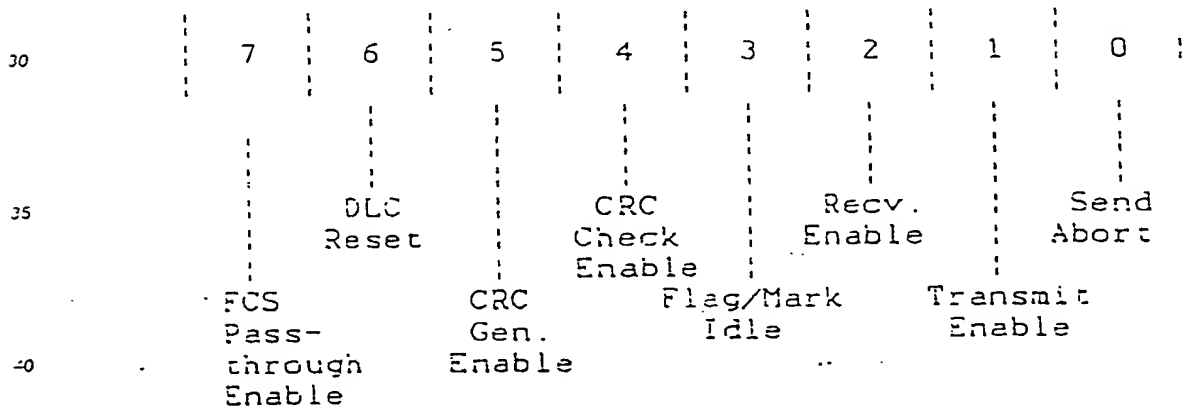 30 7 6 5 4 3 2 1 0
35 DLC CRC Recv. Send
Reset Check Enable Abort
Enable
FCS CRC Flag/Mark Transmit
Pass- Gen. Idle Enable
40 through Enable
Enable